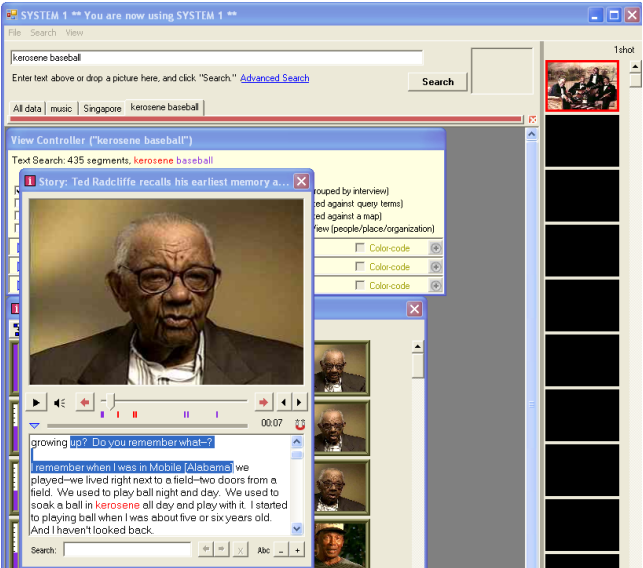 SYSTEM 1 ** You are now using SYSTEM 1 **
File Search View
kerosene baseball
Enter text above or drop a picture here, and click "Search." Advanced Search
Search
1shot
All data music Singapore kerosene baseball
View Controller ("kerosene baseball")
Text Search: 435 segments, kerosene baseball
Story: Ted Radcliffe recalls his earliest memory a...
rouped by interview)
ed against query terms)
ed against a map)
View (people/place/organization)
Color-code
Color-code
Color-code
00:07
growing up? Do you remember what--?
I remember when I was in Mobile [Alabama] we
played--we lived right next to a field--two doors from a
field. We used to play ball night and day. We used to
soak a ball in kerosene all day and play with it. I started
to playing ball when I was about five or six years old.
And I haven't looked back.
Search:
x Abc - +